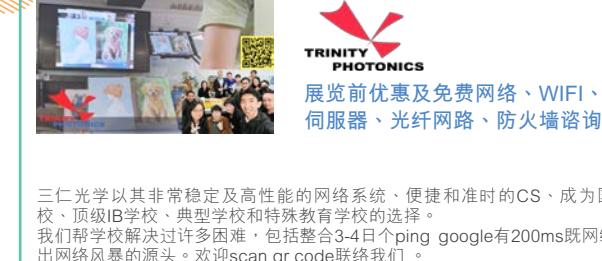 TRINITY
PHOTONICS
展览前优惠及免费网络、WIFI、
伺服器、光纤网路、防火墙谘询
三仁光学以其非常稳定及高性能的网络系统、便捷和准时的CS、成为国
校、顶级IB学校、典型学校和特殊教育学校的选择。
我们帮学校解决过许多困难，包括整合3-4日个ping google有200ms既网络
出网络风暴的源头。欢迎scan qr code联络我们 。